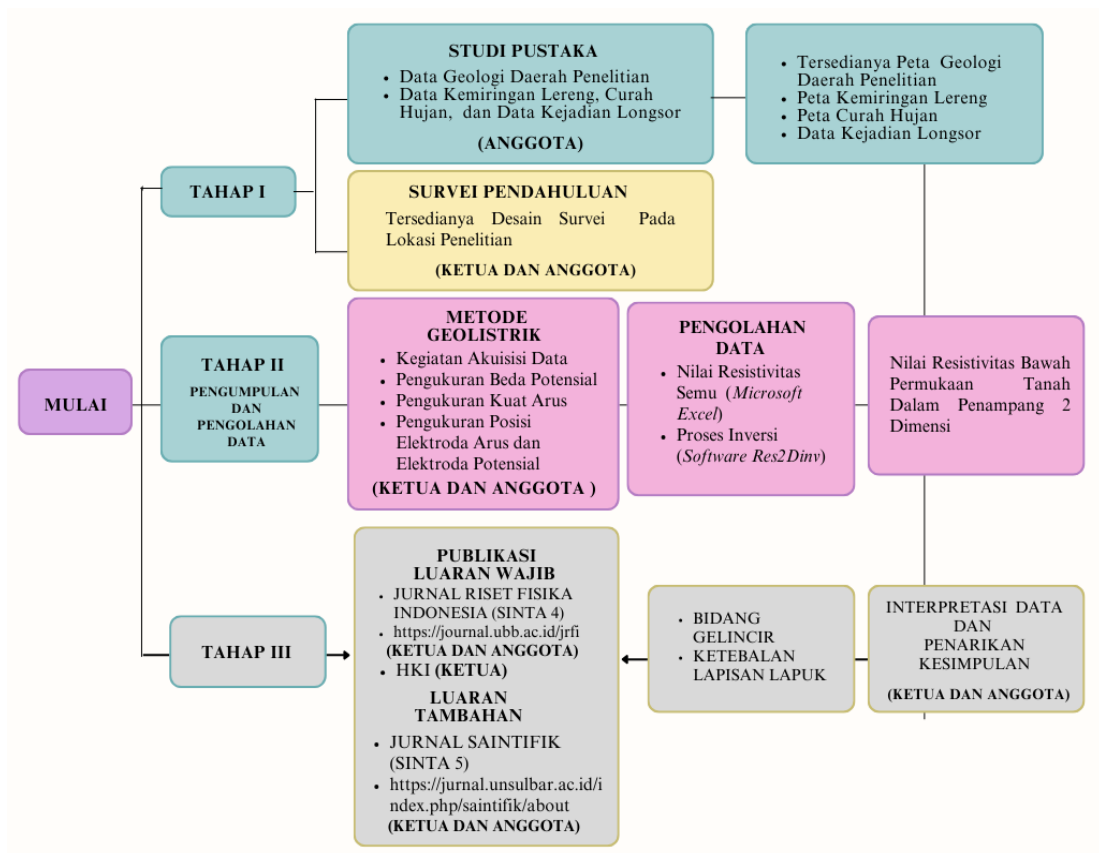 STUDI PUSTAKA
• Data Geologi Daerah Penelitian
• Data Kemiringan Lereng, Curah
Hujan, dan Data Kejadian Longsor
(ANGGOTA)
• Tersedianya Peta Geologi
Daerah Penelitian
• Peta Kemiringan Lereng
• Peta Curah Hujan
• Data Kejadian Longsor
TAHAP I
SURVEI PENDAHULUAN
Tersedianya Desain Survei Pada
Lokasi Penelitian
(KETUA DAN ANGGOTA)
MULAI
TAHAP II
PENGUMPULAN
DAN
PENGOLAHAN
DATA
METODE
GEOLISTRIK
• Kegiatan Akuisisi Data
• Pengukuran Beda Potensial
• Pengukuran Kuat Arus
• Pengukuran Posisi
Elektroda Arus dan
Elektroda Potensial
(KETUA DAN ANGGOTA )
PENGOLAHAN
DATA
• Nilai Resistivitas
Semu (Microsoft
Excel)
• Proses Inversi
(Software Res2Dinv)
Nilai Resistivitas Bawah
Permukaan Tanah
Dalam Penampang 2
Dimensi
TAHAP III
PUBLIKASI
LUARAN WAJIB
• JURNAL RISET FISIKA
INDONESIA (SINTA 4)
• https://journal.ubb.ac.id/jrfi
(KETUA DAN ANGGOTA)
• HKI (KETUA)
LUARAN
TAMBAHAN
• JURNAL SAINTIFIK
(SINTA 5)
• https://jurnal.unsulbar.ac.id/i
ndex.php/saintifik/about
(KETUA DAN ANGGOTA)
• BIDANG
GELINCIR
• KETEBALAN
LAPISAN LAPUK
INTERPRETASI DATA
DAN
PENARIKAN
KESIMPULAN
(KETUA DAN ANGGOTA)